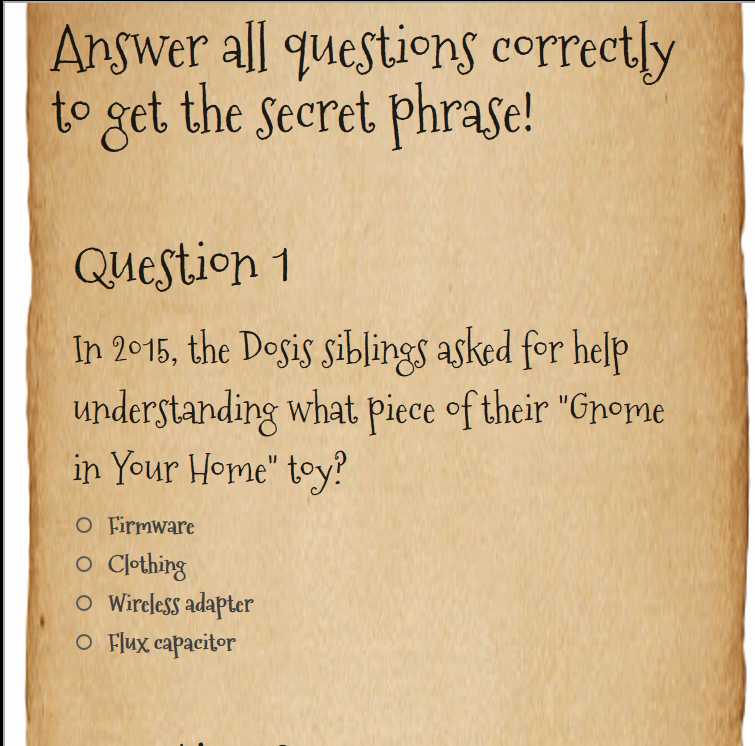 Answer all questions correctly
to get the secret phrase!
Question 1
In 2015, the Dosis siblings asked for help
understanding what piece of their "Gnome
in Your Home" toy?
Firmware
Clothing
Wireless adapter
Flux capacitor